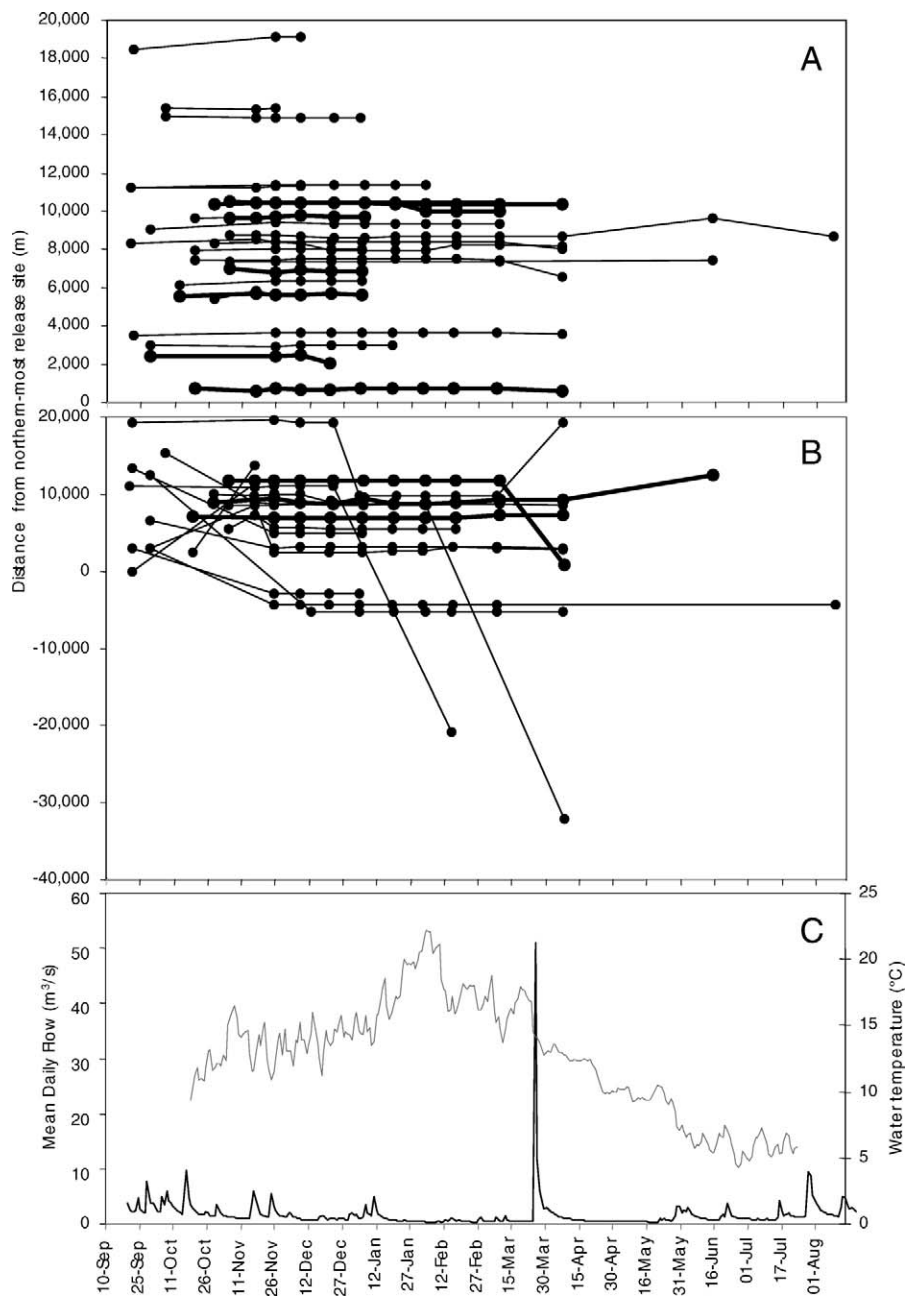 20,000
18,000
16,000
14,000
12,000
10,000
8,000
6,000
4,000
2,000
0
A
Distance from northern-most release site (m)
20,000
10,000
0
-10,000
-20,000
-30,000
-40,000
B
60
50
40
30
20
10
0
Mean Daily Flow (m³/s)
C
25
20
15
10
5
0
Water temperature (°C)
10-Sep
25-Sep
11-Oct
26-Oct
11-Nov
26-Nov
12-Dec
27-Dec
12-Jan
27-Jan
12-Feb
27-Feb
15-Mar
30-Mar
15-Apr
30-Apr
16-May
31-May
16-Jun
01-Jul
17-Jul
01-Aug